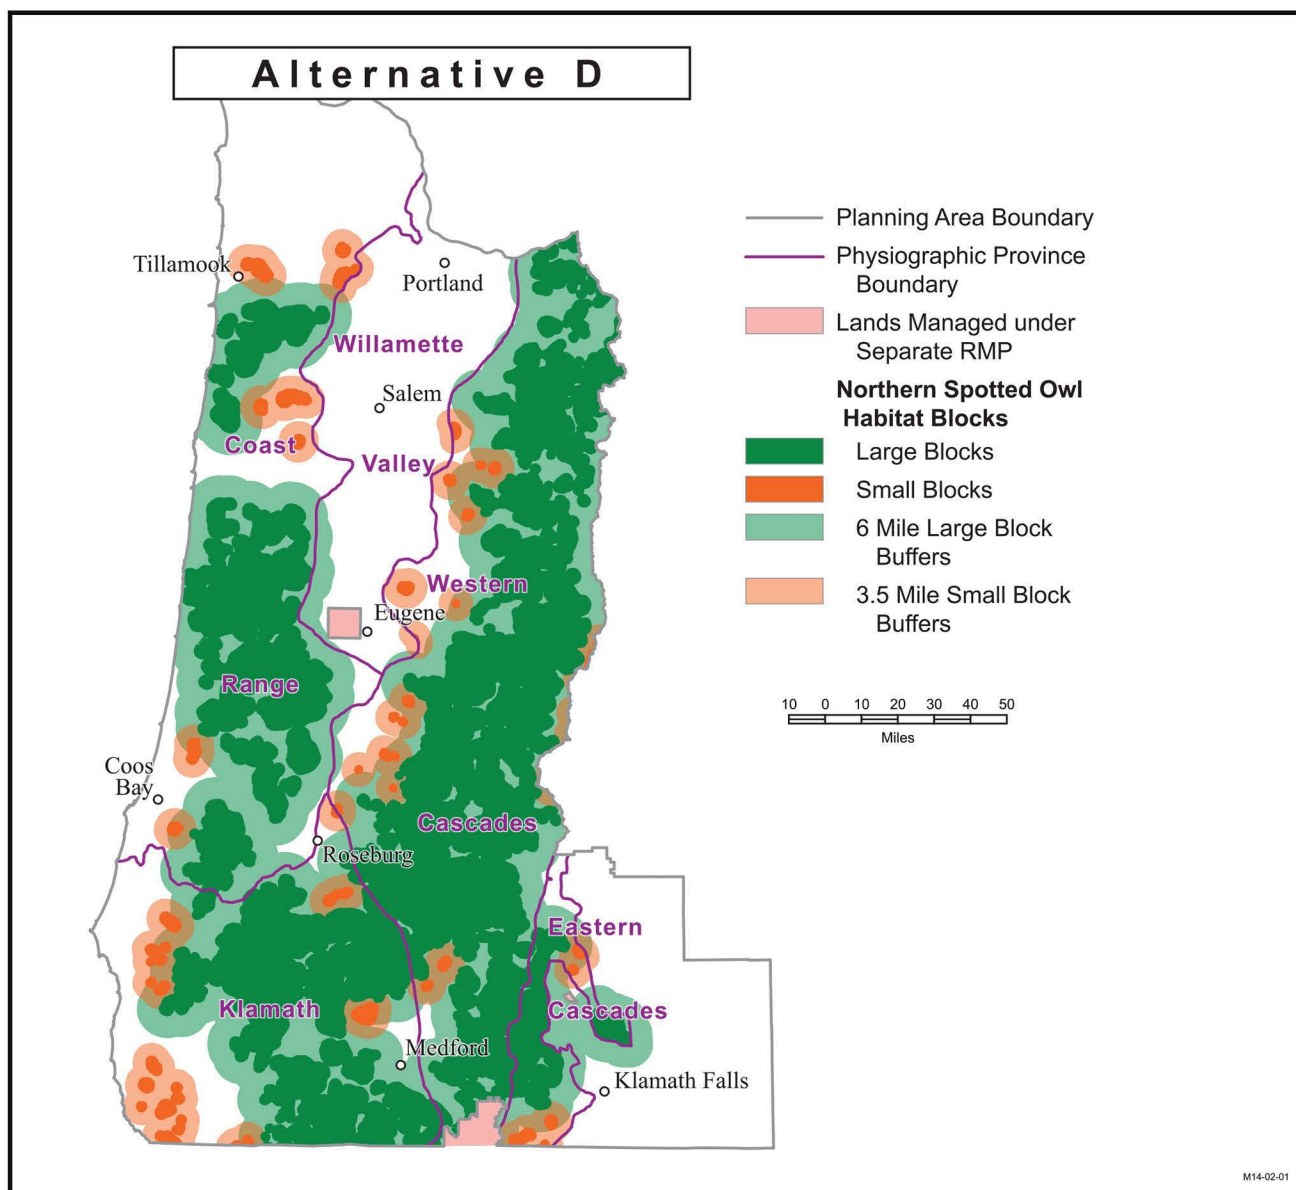 Alternative D
Tillamook
Portland
Willamette
Salem
Coast
Valley
Western
Eugene
Range
Coos
Bay
Cascades
Roseburg
Eastern
Klamath
Cascades
Medford
Klamath Falls
Planning Area Boundary
Physiographic Province
Boundary
Lands Managed under
Separate RMP
Northern Spotted Owl
Habitat Blocks
Large Blocks
Small Blocks
6 Mile Large Block
Buffers
3.5 Mile Small Block
Buffers
10 0 10 20 30 40 50
Miles
M14-02-01